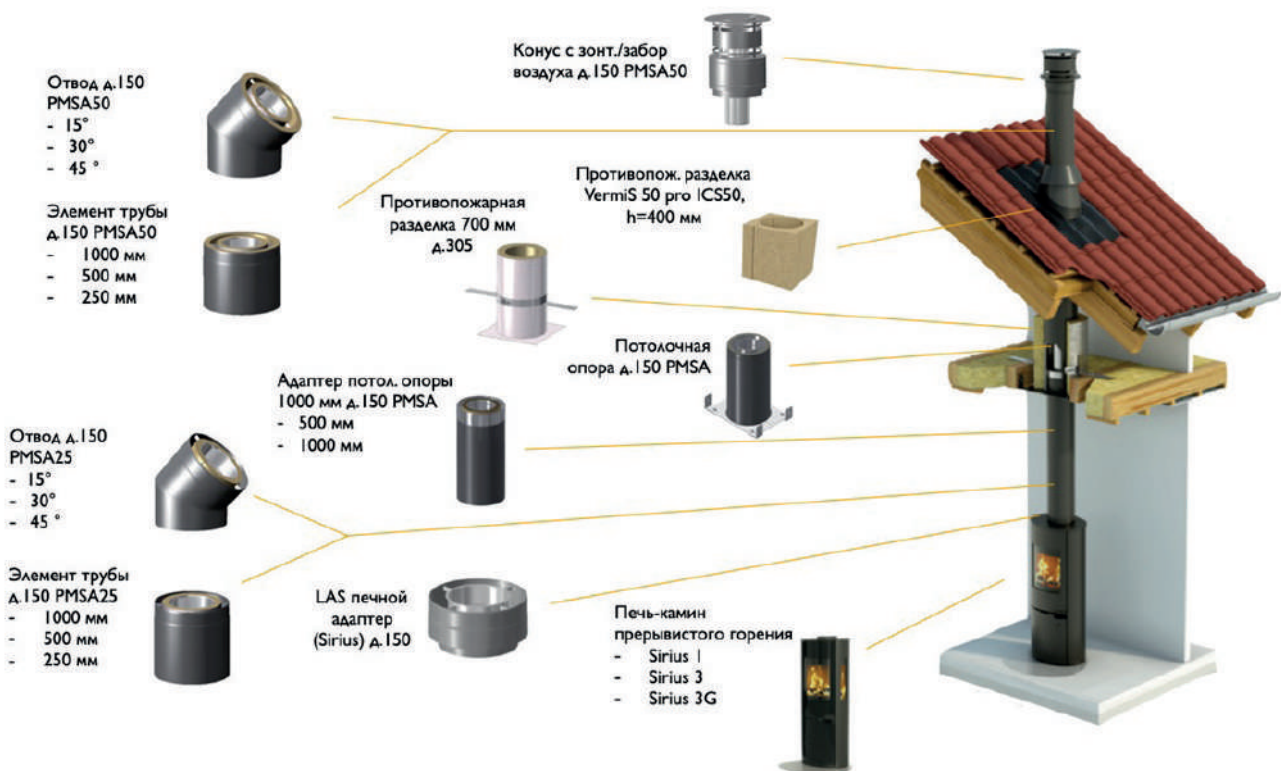 Конус с зонт./забор
воздуха д.150 PMSA50
Отвод д.150
PMSA50
- 15°
- 30°
- 45 °
Элемент трубы
д.150 PMSA50
- 1000 мм
- 500 мм
- 250 мм
Противопожарная
разделка 700 мм
д.305
Противопож. разделка
VermiS 50 pro ICS50,
h=400 мм
Потолочная
опора д.150 PMSA
Адаптер потол. опоры
1000 мм д.150 PMSA
- 500 мм
- 1000 мм
Отвод д.150
PMSA25
- 15°
- 30°
- 45 °
Элемент трубы
д.150 PMSA25
- 1000 мм
- 500 мм
- 250 мм
LAS печной
адаптер
(Sirius) д.150
Печь-камин
прерывистого горения
- Sirius 1
- Sirius 3
- Sirius 3G